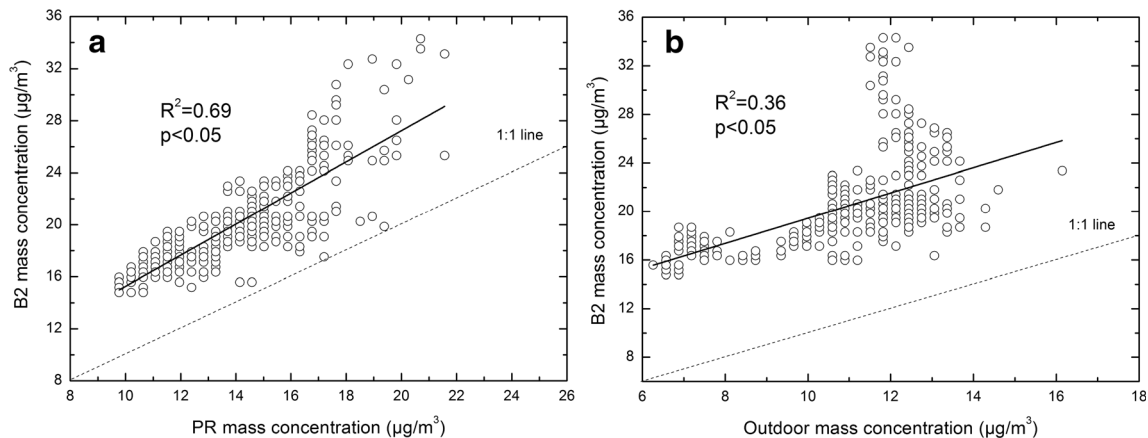 a
R²=0.69
p<0.05
1:1 line
B2 mass concentration (µg/m³)
36
32
28
24
20
16
12
8
8
10
12
14
16
18
20
22
24
26
PR mass concentration (µg/m³)
b
R²=0.36
p<0.05
1:1 line
B2 mass concentration (µg/m³)
36
32
28
24
20
16
12
8
6
8
10
12
14
16
18
Outdoor mass concentration (µg/m³)